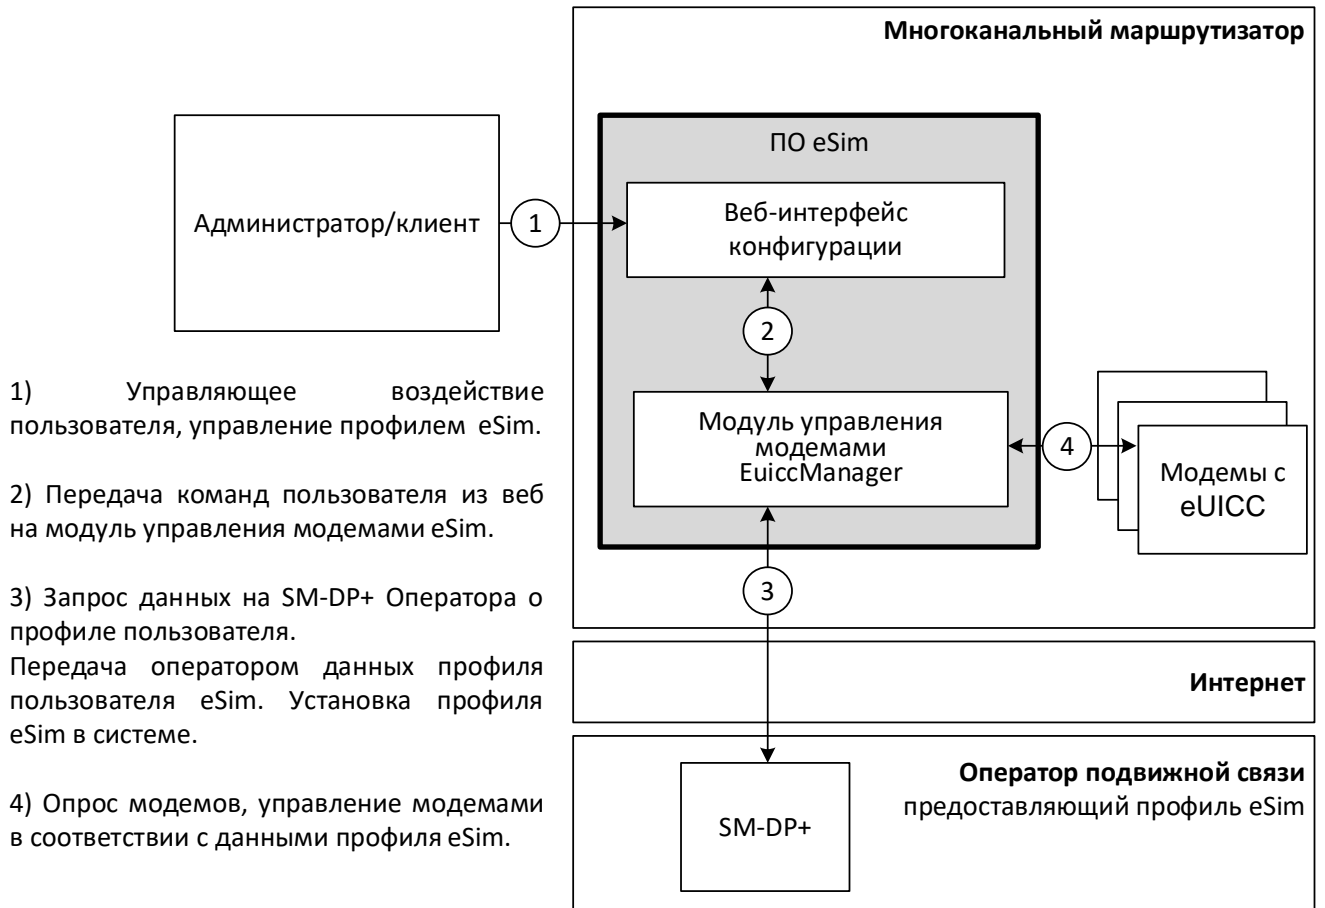 Многоканальный маршрутизатор
ПО eSim
Администратор/клиент
1
Веб-интерфейс
конфигурации
2
Модуль управления
модемами
EuiccManager
4
Модемы с
eUICC
3
Интернет
Оператор подвижной связи
предоставляющий профиль eSim
SM-DP+
1) Управляющее воздействие
пользователя, управление профилем eSim.
2) Передача команд пользователя из веб
на модуль управления модемами eSim.
3) Запрос данных на SM-DP+ Оператора о
профиле пользователя.
Передача оператором данных профиля
пользователя eSim. Установка профиля
eSim в системе.
4) Опрос модемов, управление модемами
в соответствии с данными профиля eSim.